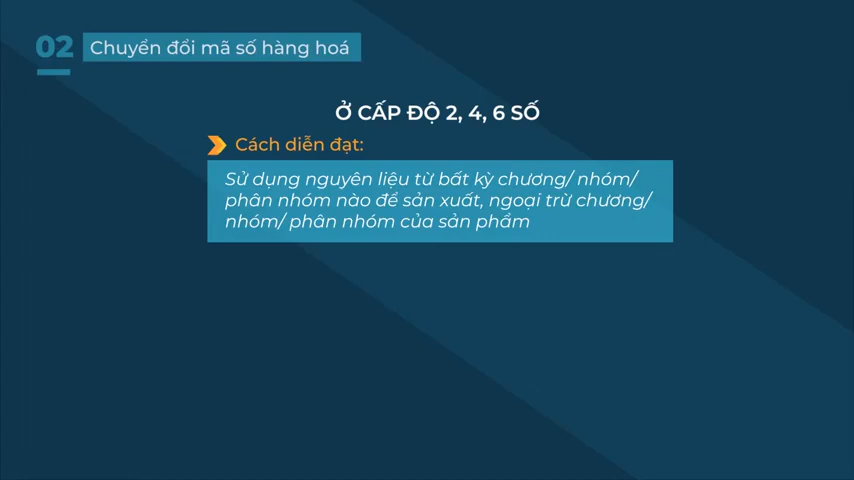 02
Chuyển đổi mã số hàng hoá
Ở CẤP ĐỘ 2, 4, 6 SỐ
Cách diễn đạt:
Sử dụng nguyên liệu từ bất kỳ chương/ nhóm/
phân nhóm nào để sản xuất, ngoại trừ chương/
nhóm/ phân nhóm của sản phẩm